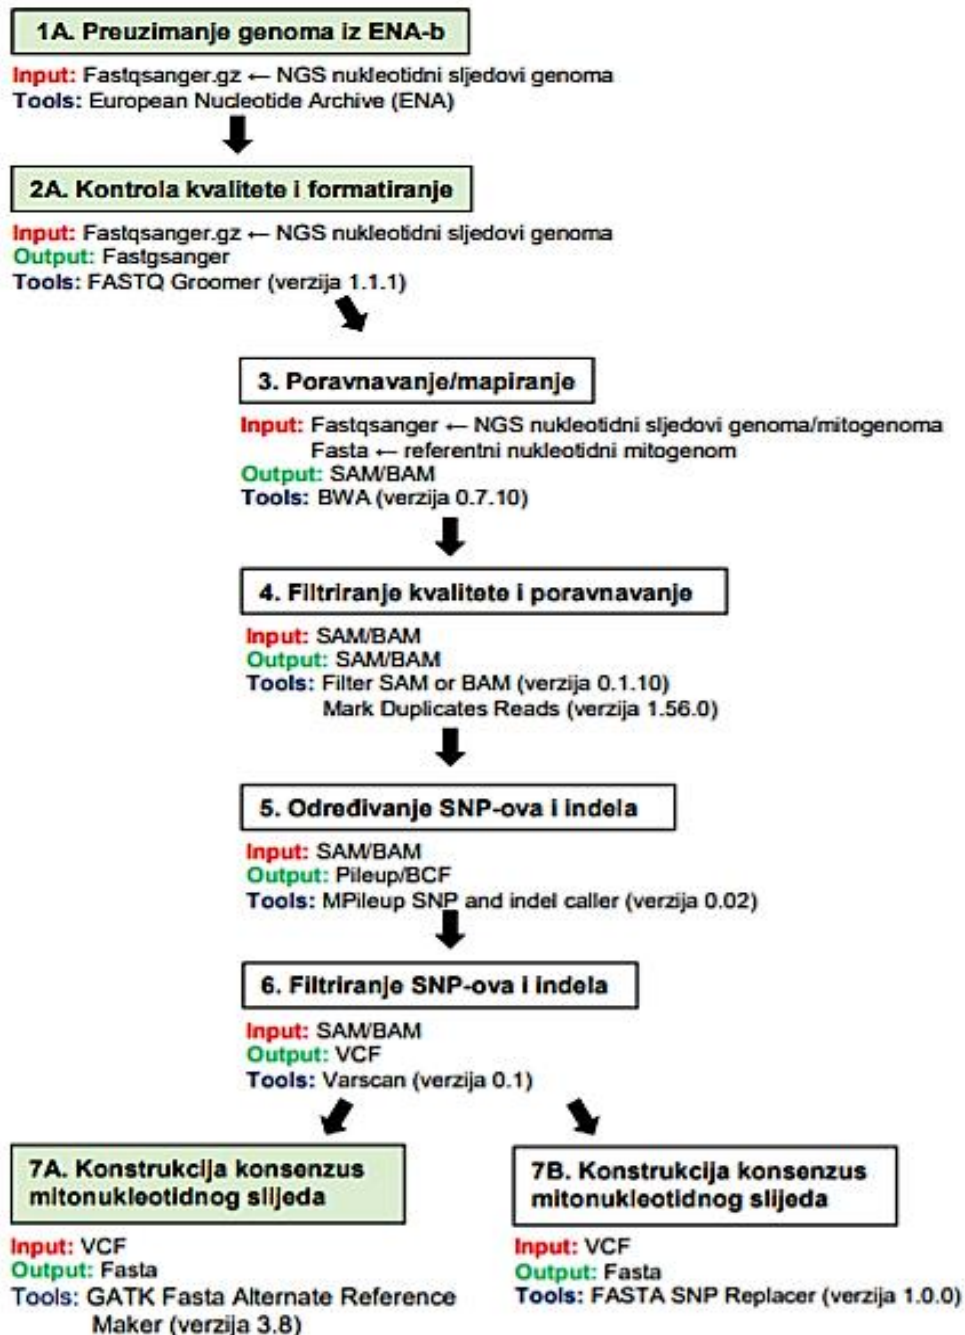 1A. Preuzimanje genoma iz ENA-b
Input: Fastqsanger.gz ← NGS nukleotidni sljedovi genoma
Tools: European Nucleotide Archive (ENA)
2A. Kontrola kvalitete i formatiranje
Input: Fastqsanger.gz ← NGS nukleotidni sljedovi genoma
Output: Fastgsanger
Tools: FASTQ Groomer (verzija 1.1.1)
3. Poravnavanje/mapiranje
Input: Fastqsanger ← NGS nukleotidni sljedovi genoma/mitogenoma
Fasta ← referentni nukleotidni mitogenom
Output: SAM/BAM
Tools: BWA (verzija 0.7.10)
4. Filtriranje kvalitete i poravnavanje
Input: SAM/BAM
Output: SAM/BAM
Tools: Filter SAM or BAM (verzija 0.1.10)
Mark Duplicates Reads (verzija 1.56.0)
5. Određivanje SNP-ova i indela
Input: SAM/BAM
Output: Pileup/BCF
Tools: MPileup SNP and indel caller (verzija 0.02)
6. Filtriranje SNP-ova i indela
Input: SAM/BAM
Output: VCF
Tools: Varscan (verzija 0.1)
7A. Konstrukcija konsenzus
mitonukleotidnog slijeda
Input: VCF
Output: Fasta
Tools: GATK Fasta Alternate Reference
Maker (verzija 3.8)
7B. Konstrukcija konsenzus
mitonukleotidnog slijeda
Input: VCF
Output: Fasta
Tools: FASTA SNP Replacer (verzija 1.0.0)